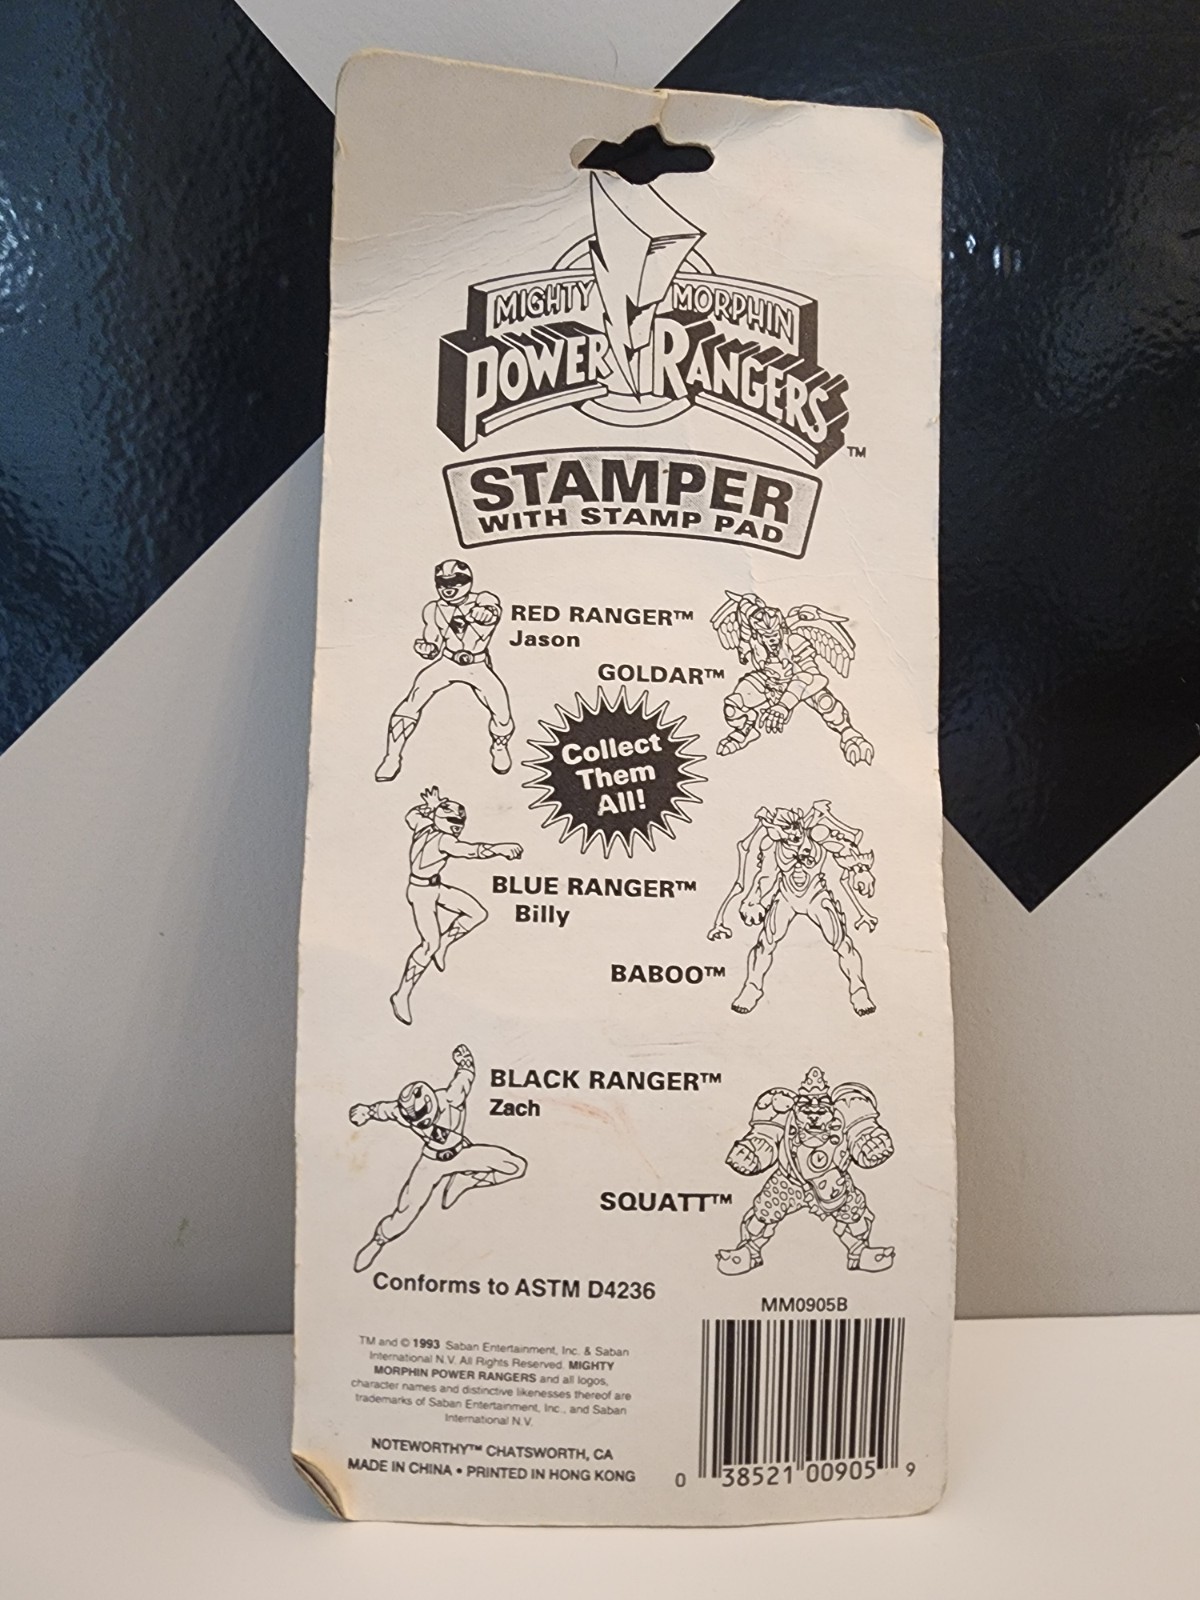 MIGHTY MORPHIN
POWER RANGERS™
STAMPER
WITH STAMP PAD
RED RANGER™
Jason
GOLDAR™
Collect
Them
All!
BLUE RANGER™
Billy
BABOO™
BLACK RANGER™
Zach
SQUATT™
Conforms to ASTM D4236
MM0905B
TM and © 1993 Saban Entertainment, Inc. & Saban
International N.V. All Rights Reserved. MIGHTY
MORPHIN POWER RANGERS and all logos,
character names and distinctive likenesses thereof are
trademarks of Saban Entertainment, Inc., and Saban
International N.V.
NOTEWORTHY™ CHATSWORTH, CA
MADE IN CHINA • PRINTED IN HONG KONG
0 38521 00905 9